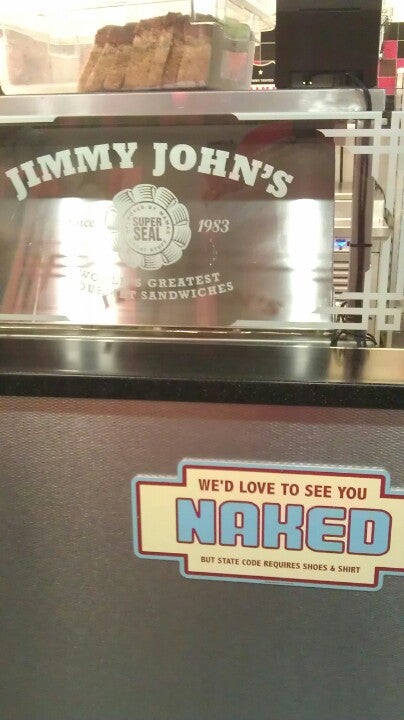 JIMMY JOHN'S
SUPER
SEAL
1983
GREATEST
SANDWICHES
WE'D LOVE TO SEE YOU
NAKED
BUT STATE CODE REQUIRES SHOES & SHIRT